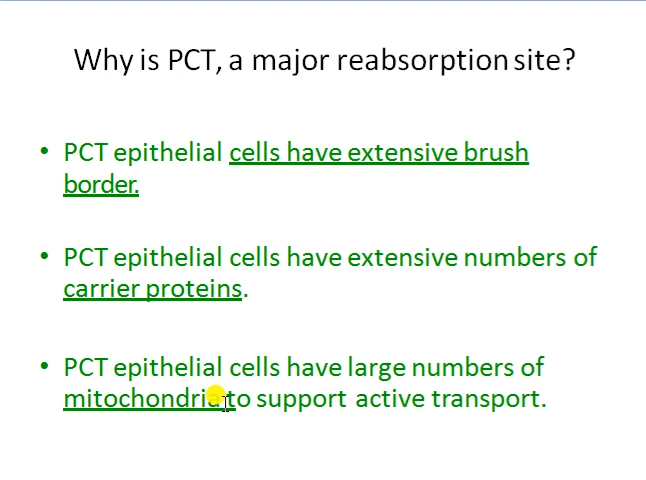 Why is PCT, a major reabsorption site?
• PCT epithelial cells have extensive brush
border.
• PCT epithelial cells have extensive numbers of
carrier proteins.
• PCT epithelial cells have large numbers of
mitochondria to support active transport.